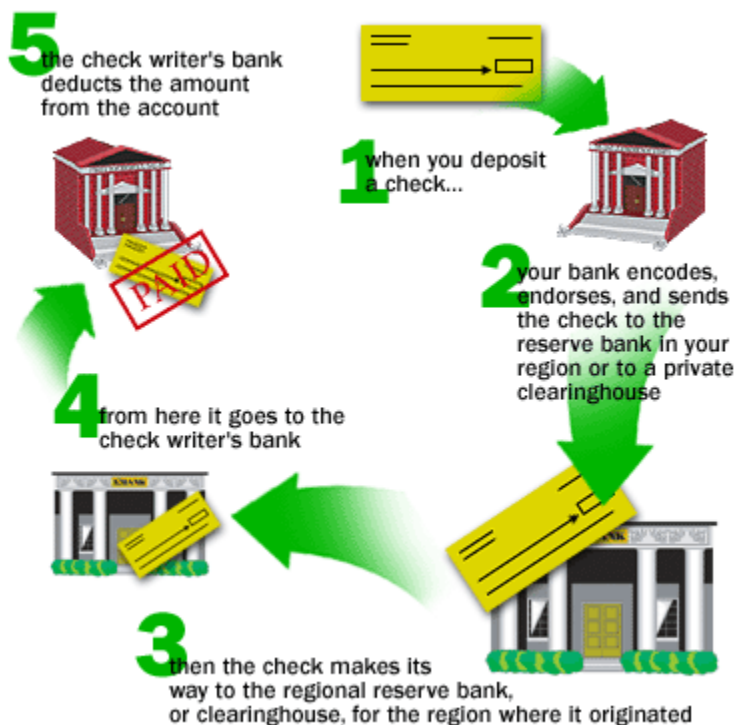 1
when you deposit
a check...
2
your bank encodes,
endorses, and sends
the check to the
reserve bank in your
region or to a private
clearinghouse
3
then the check makes its
way to the regional reserve bank,
or clearinghouse, for the region where it originated
4
from here it goes to the
check writer's bank
5
the check writer's bank
deducts the amount
from the account
PAID